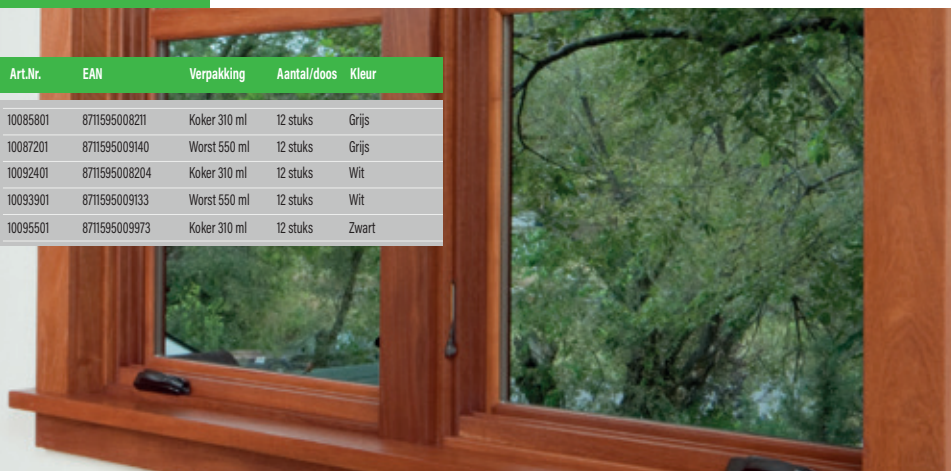 Art.Nr. EAN Verpakking Aantal/doos Kleur
10085801 8711595008211 Koker 310 ml 12 stuks Grijs
10087201 8711595009140 Worst 550 ml 12 stuks Grijs
10092401 8711595008204 Koker 310 ml 12 stuks Wit
10093901 8711595009133 Worst 550 ml 12 stuks Wit
10095501 8711595009973 Koker 310 ml 12 stuks Zwart